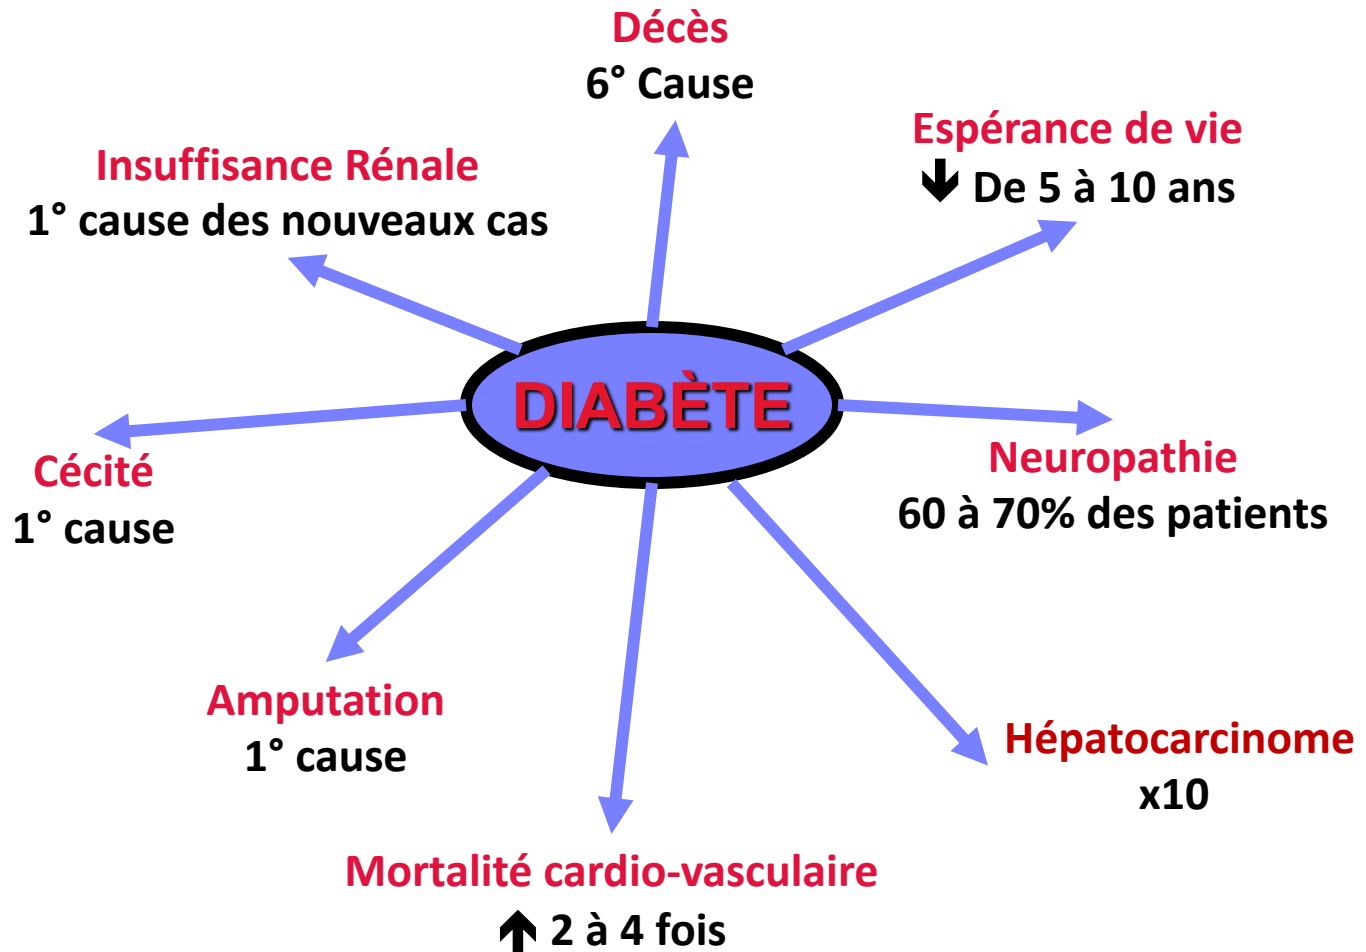 Décès
6° Cause
Espérance de vie
🡻 De 5 à 10 ans
Insuffisance Rénale
1° cause des nouveaux cas
DIABÈTE
Cécité
1° cause
Neuropathie
60 à 70% des patients
Amputation
1° cause
Hépatocarcinome
x10
Mortalité cardio-vasculaire
🡹 2 à 4 fois